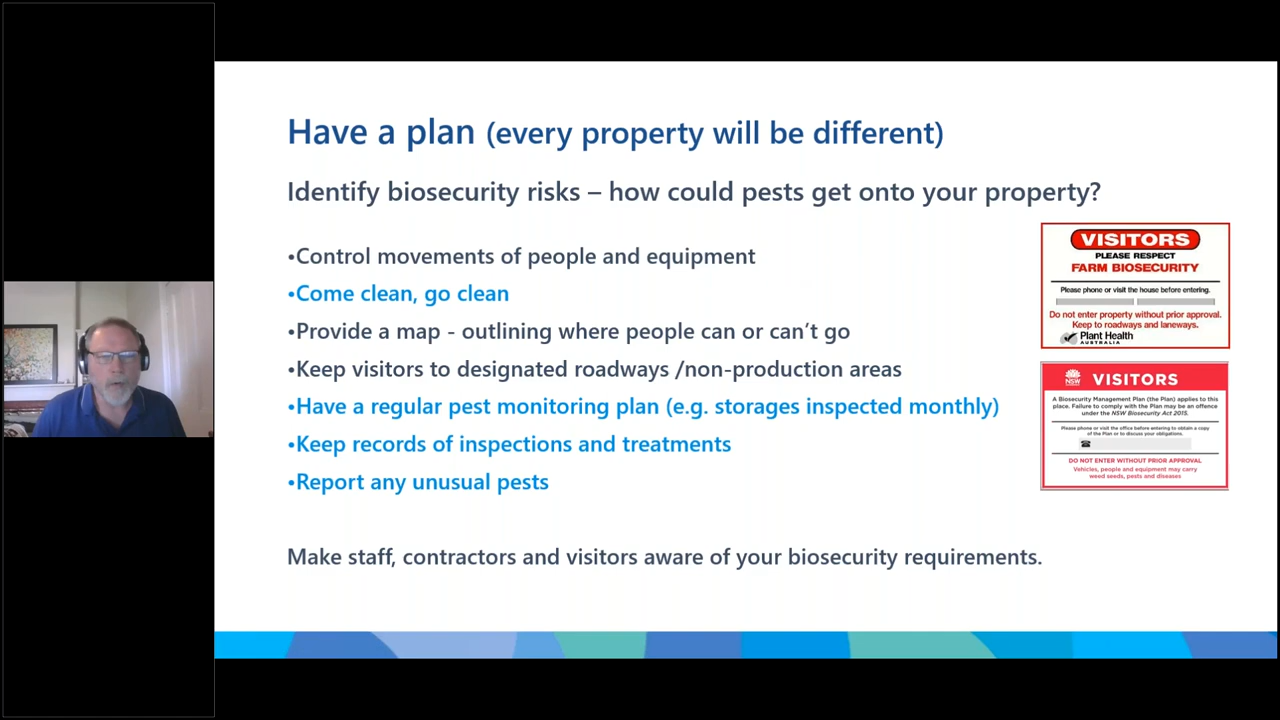 Have a plan (every property will be different)
Identify biosecurity risks – how could pests get onto your property?
•Control movements of people and equipment
•Come clean, go clean
•Provide a map - outlining where people can or can’t go
•Keep visitors to designated roadways /non-production areas
•Have a regular pest monitoring plan (e.g. storages inspected monthly)
•Keep records of inspections and treatments
•Report any unusual pests
Make staff, contractors and visitors aware of your biosecurity requirements.
VISITORS
PLEASE RESPECT
FARM BIOSECURITY
Please phone or visit the house before entering.
Do not enter property without prior approval.
Keep to roadways and laneways.
Plant Health
AUSTRALIA
NSW
VISITORS
A Biosecurity Management Plan (the Plan) applies to this
place. Failure to comply with the Plan may be an offence
under the NSW Biosecurity Act 2015.
Please phone or visit the office before entering to obtain a copy
of the Plan or to discuss your obligations.
DO NOT ENTER WITHOUT PRIOR APPROVAL
Vehicles, people and equipment may carry
weed seeds, pests and diseases